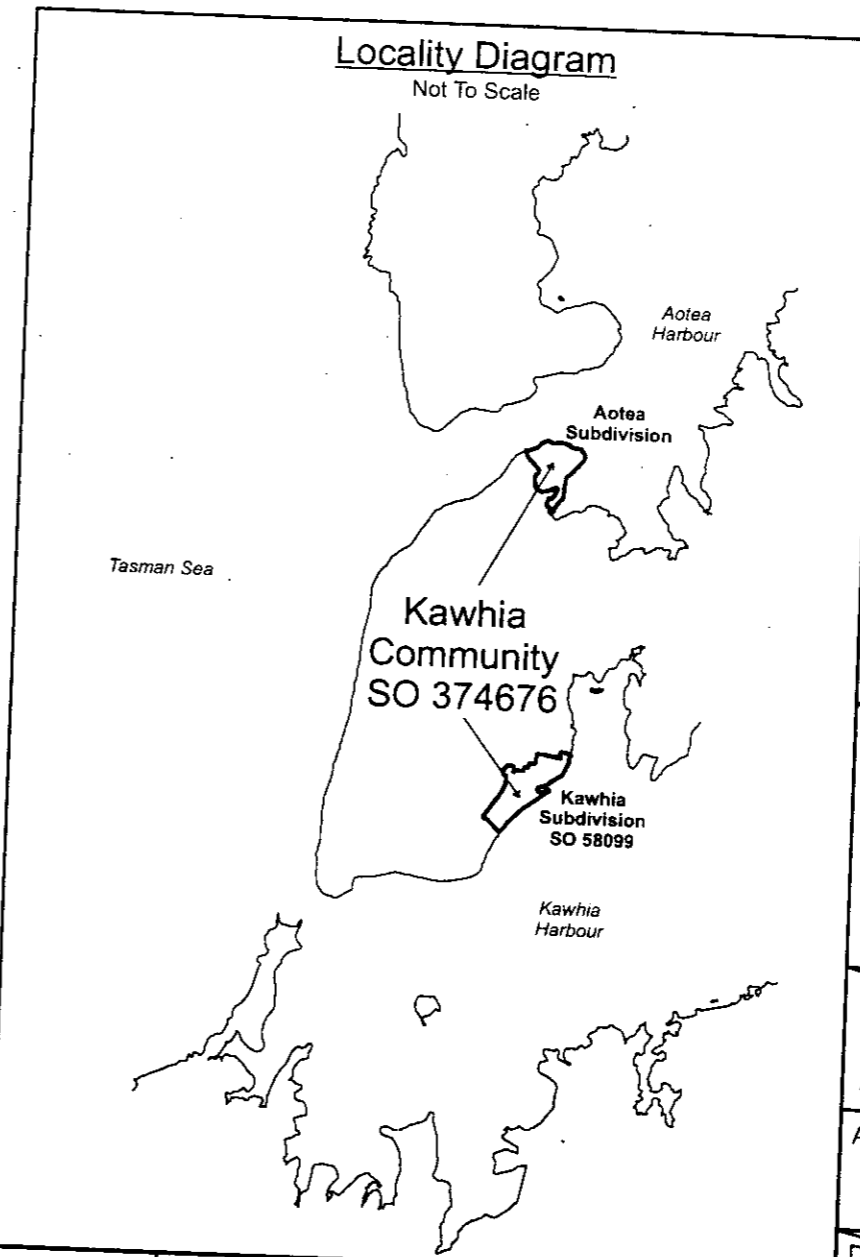 Locality Diagram
Not To Scale
Aotea
Harbour
Aotea
Subdivision
Tasman Sea
Kawhia
Community
SO 374676
Kawhia
Subdivision
SO 58099
Kawhia
Harbour